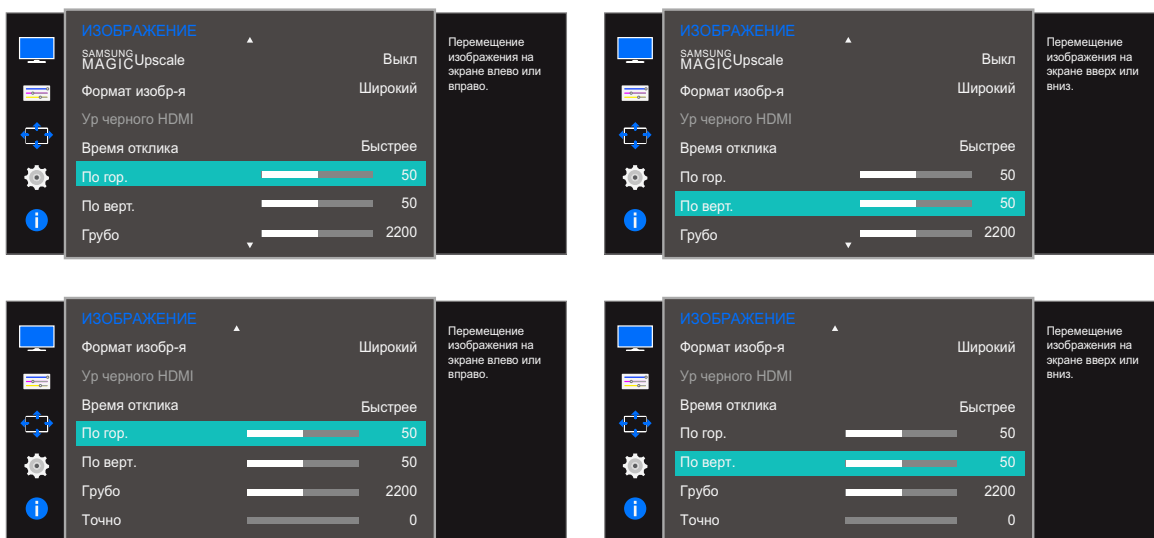 ИЗОБРАЖЕНИЕ
SAMSUNG
MAGICUpscale Выкл
Формат изобр-я Широкий
Ур черного HDMI
Время отклика Быстрее
По гор. 50
По верт. 50
Грубо 2200
Перемещение
изображения на
экране влево или
вправо.
ИЗОБРАЖЕНИЕ
SAMSUNG
MAGICUpscale Выкл
Формат изобр-я Широкий
Ур черного HDMI
Время отклика Быстрее
По гор. 50
По верт. 50
Грубо 2200
Перемещение
изображения на
экране вверх или
вниз.
ИЗОБРАЖЕНИЕ
Формат изобр-я Широкий
Ур черного HDMI
Время отклика Быстрее
По гор. 50
По верт. 50
Грубо 2200
Точно 0
Перемещение
изображения на
экране влево или
вправо.
ИЗОБРАЖЕНИЕ
Формат изобр-я Широкий
Ур черного HDMI
Время отклика Быстрее
По гор. 50
По верт. 50
Грубо 2200
Точно 0
Перемещение
изображения на
экране вверх или
вниз.